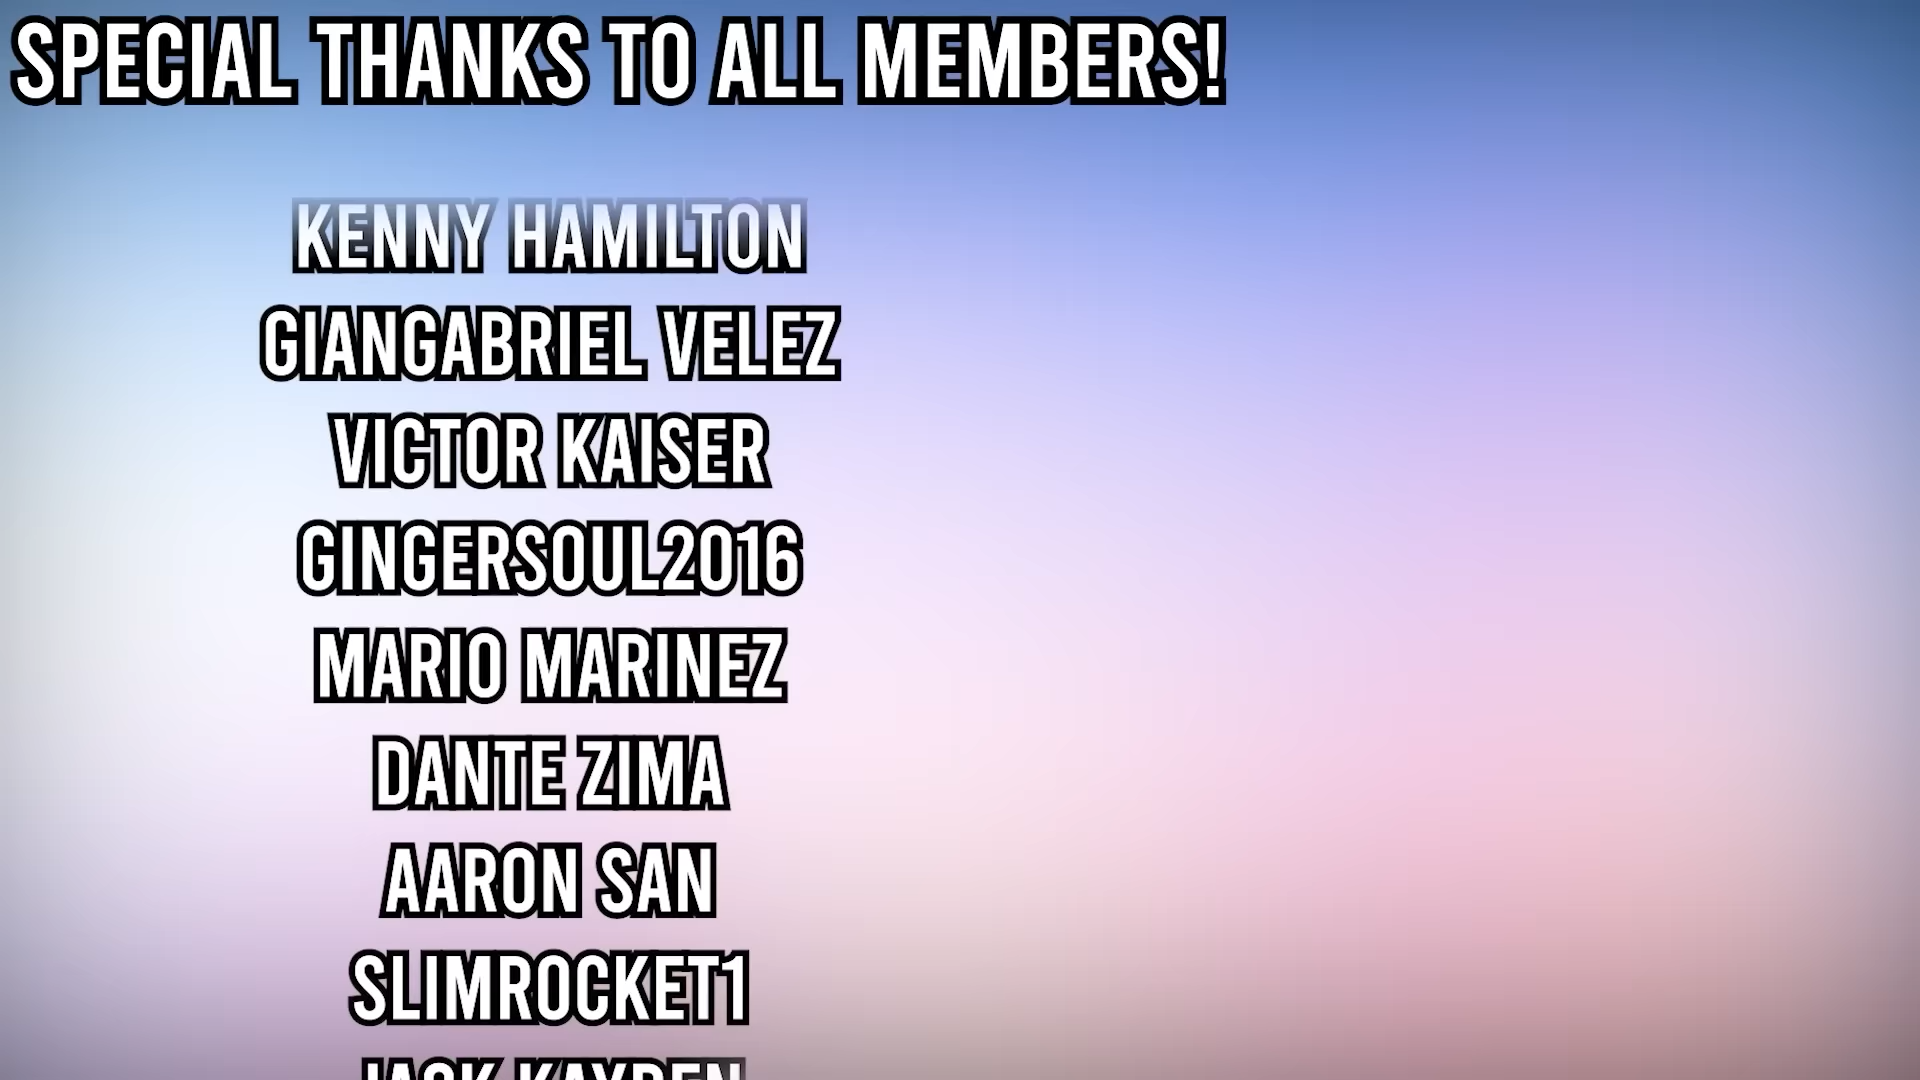 SPECIAL THANKS TO ALL MEMBERS!
KENNY HAMILTON
GIANGABRIEL VELEZ
VICTOR KAISER
GINGERSOUL2016
MARIO MARINEZ
DANTE ZIMA
AARON SAN
SLIMROCKET1
JACK